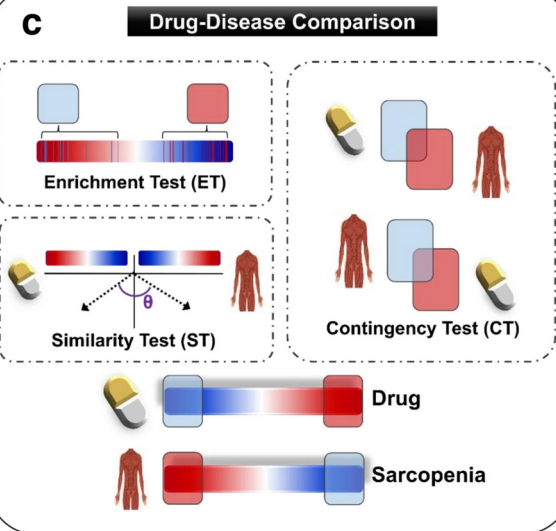 c
Drug-Disease Comparison
Enrichment Test (ET)
θ
Similarity Test (ST)
Contingency Test (CT)
Drug
Sarcopenia